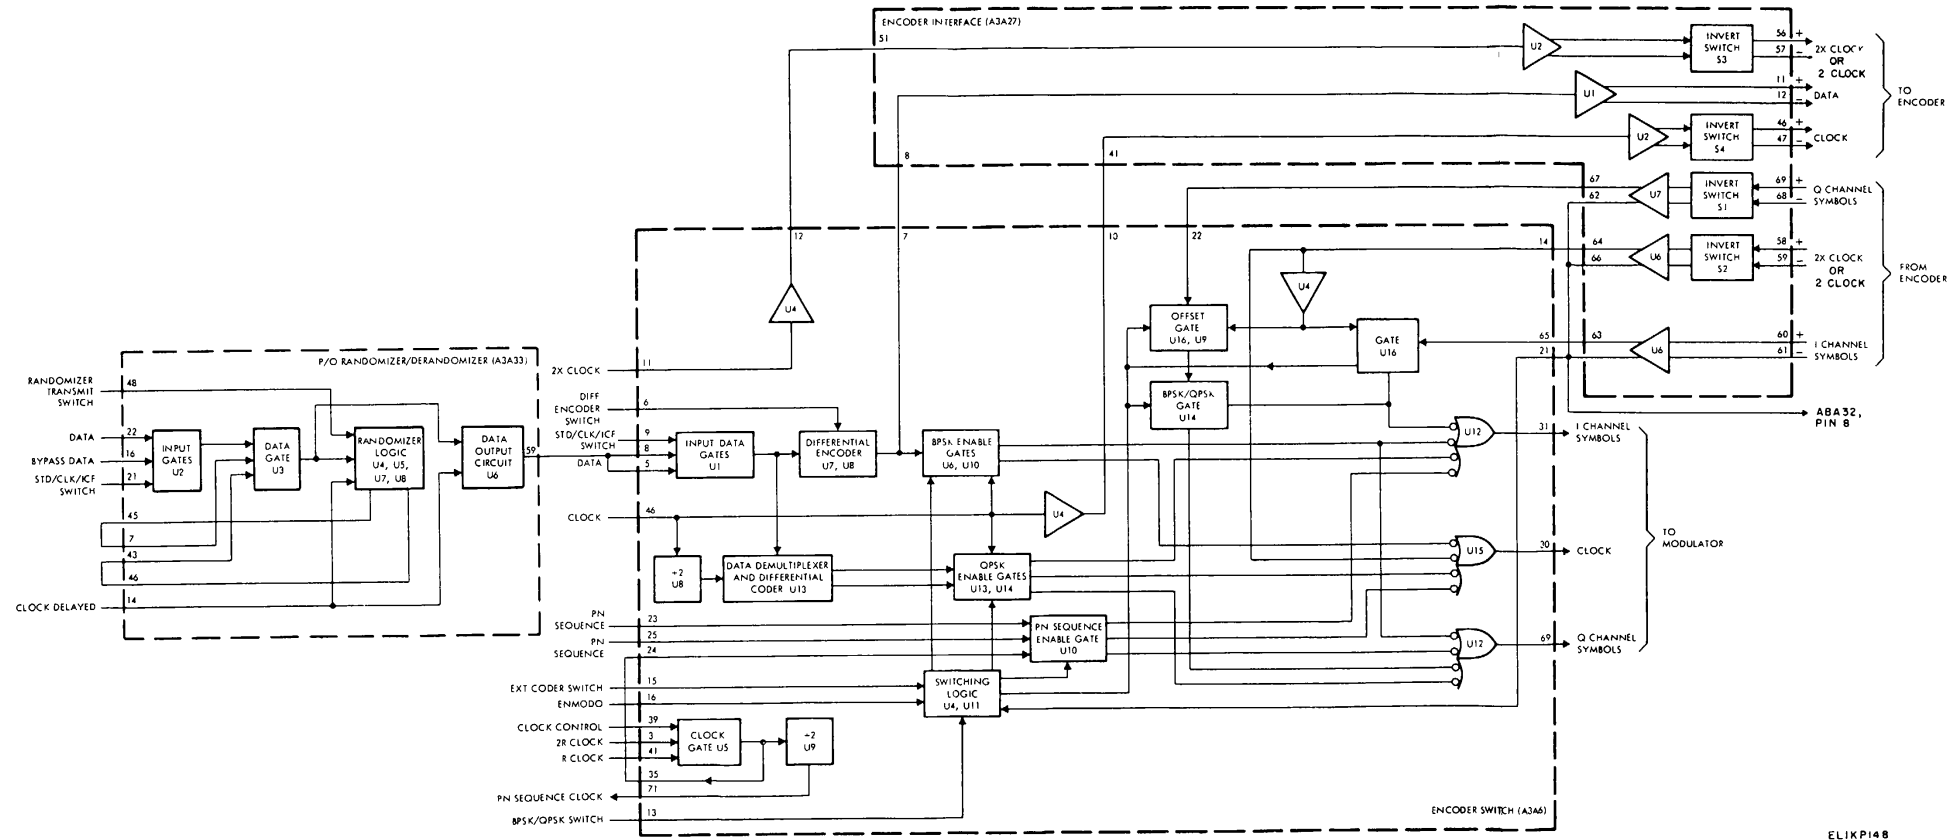 ENCODER INTERFACE (A3A27)
51
U2
INVERT
SWITCH
S3
56 +
57 −
2X CLOCK
OR
2 CLOCK
U1
11 +
12 −
DATA
TO
ENCODER
U2
INVERT
SWITCH
S4
46 +
47 −
CLOCK
8
41
67
62
U7
INVERT
SWITCH
S1
69 +
68 −
Q CHANNEL
SYMBOLS
64
66
U6
INVERT
SWITCH
S2
58 +
59 −
2X CLOCK
OR
2 CLOCK
FROM
ENCODER
63
U6
60 +
61 −
I CHANNEL
SYMBOLS
ABA32,
PIN 8
12
7
10
22
14
U4
U4
OFFSET
GATE
U16, U9
GATE
U16
65
21
BPSK/QPSK
GATE
U14
P/O RANDOMIZER/DERANDOMIZER (A3A33)
RANDOMIZER
TRANSMIT
SWITCH
48
DATA
22
BYPASS DATA
16
STD/CLK/ICF
SWITCH
21
INPUT
GATES
U2
DATA
GATE
U3
RANDOMIZER
LOGIC
U4, U5,
U7, U8
DATA
OUTPUT
CIRCUIT
U6
59
45
7
43
46
CLOCK DELAYED
14
2X CLOCK
11
DIFF
ENCODER
SWITCH
6
STD/CLK/ICF
SWITCH
9
8
DATA
5
INPUT DATA
GATES
U1
DIFFERENTIAL
ENCODER
U7, U8
BPSK ENABLE
GATES
U6, U10
CLOCK
46
U4
÷2
U8
DATA DEMULTIPLEXER
AND DIFFERENTIAL
CODER U13
QPSK
ENABLE GATES
U13, U14
PN
SEQUENCE
23
PN
SEQUENCE
25
24
PN SEQUENCE
ENABLE GATE
U10
EXT CODER SWITCH
15
ENMODO
16
SWITCHING
LOGIC
U4, U11
CLOCK CONTROL
39
2R CLOCK
3
R CLOCK
41
CLOCK
GATE U5
÷2
U9
35
PN SEQUENCE CLOCK
71
BPSK/QPSK SWITCH
13
U12
31
I CHANNEL
SYMBOLS
U15
30
CLOCK
TO
MODULATOR
U12
69
Q CHANNEL
SYMBOLS
ENCODER SWITCH (A3A6)
EL1KP148